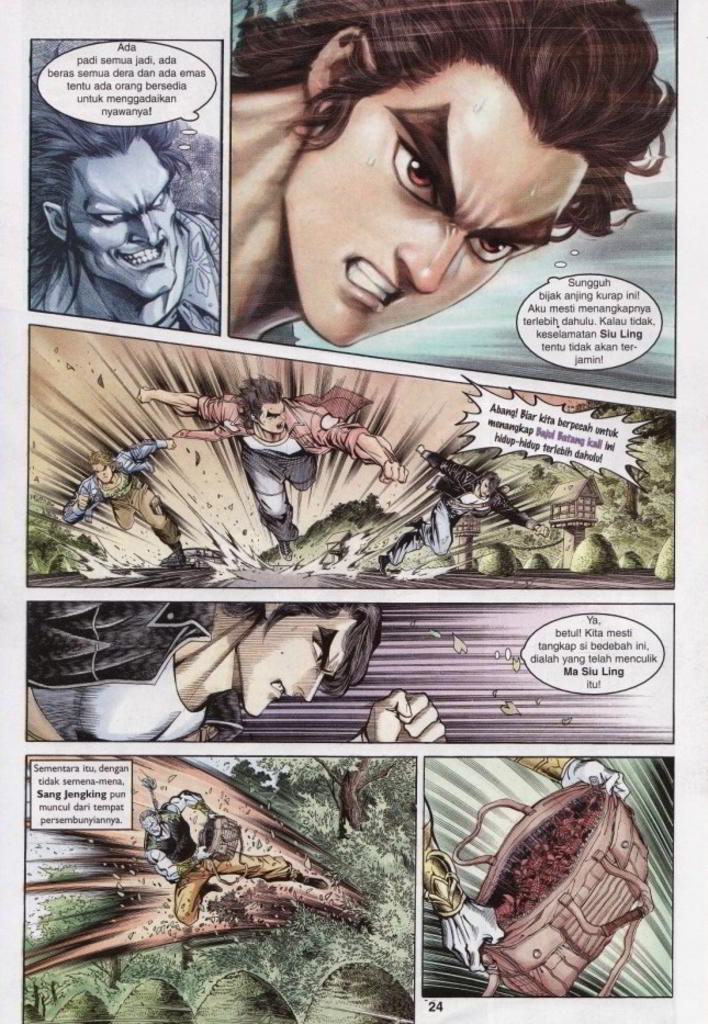 Ada
padi semua jadi, ada
beras semua dera dan ada emas
tentu ada orang bersedia
untuk menggadaikan
nyawanya!
Sungguh
bijak anjing kurap ini!
Aku mesti menangkapnya
terlebih dahulu. Kalau tidak,
keselamatan Siu Ling
tentu tidak akan ter-
jamin!
Abang! Biar kita berpecah untuk
menangkap Bajul Batang kali ini
hidup-hidup terlebih dahulu!
Ya,
betul! Kita mesti
tangkap si bedebah ini,
dialah yang telah menculik
Ma Siu Ling
itu!
Sementara itu, dengan
tidak semena-mena,
Sang Jengking pun
muncul dari tempat
persembunyiannya.
24